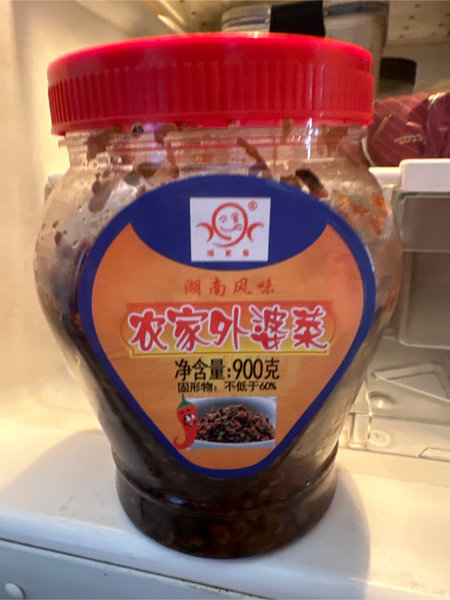 ®
湖南风味
农家外婆菜
净含量:900克
固形物：不低于60%